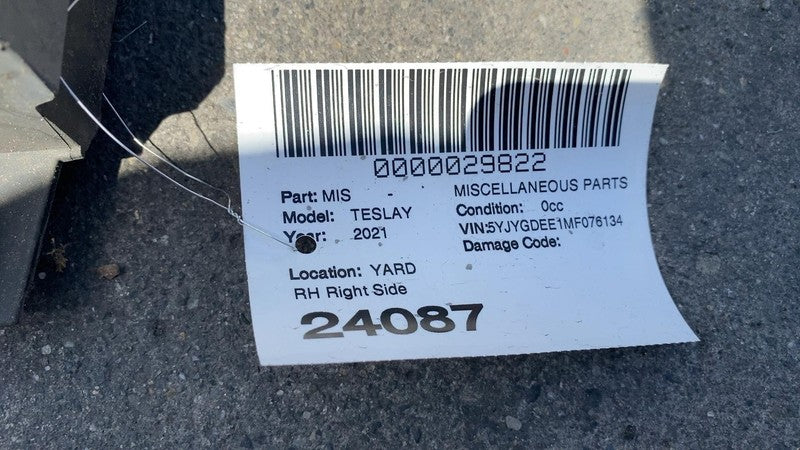 0000029822
Part: MIS - MISCELLANEOUS PARTS
Model: TESLAY Condition: 0cc
Year: 2021 VIN:5YJYGDEE1MF076134
Damage Code:
Location: YARD
RH Right Side
24087